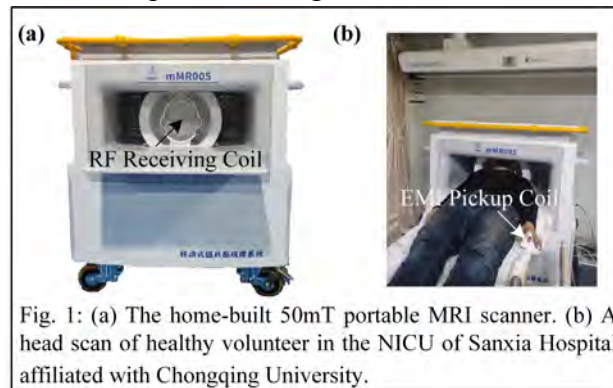 (a)
(b)
mMR005
RF Receiving Coil
mMR005
EMI Pickup Coil
Fig. 1: (a) The home-built 50mT portable MRI scanner. (b) A
head scan of healthy volunteer in the NICU of Sanxia Hospital
affiliated with Chongqing University.